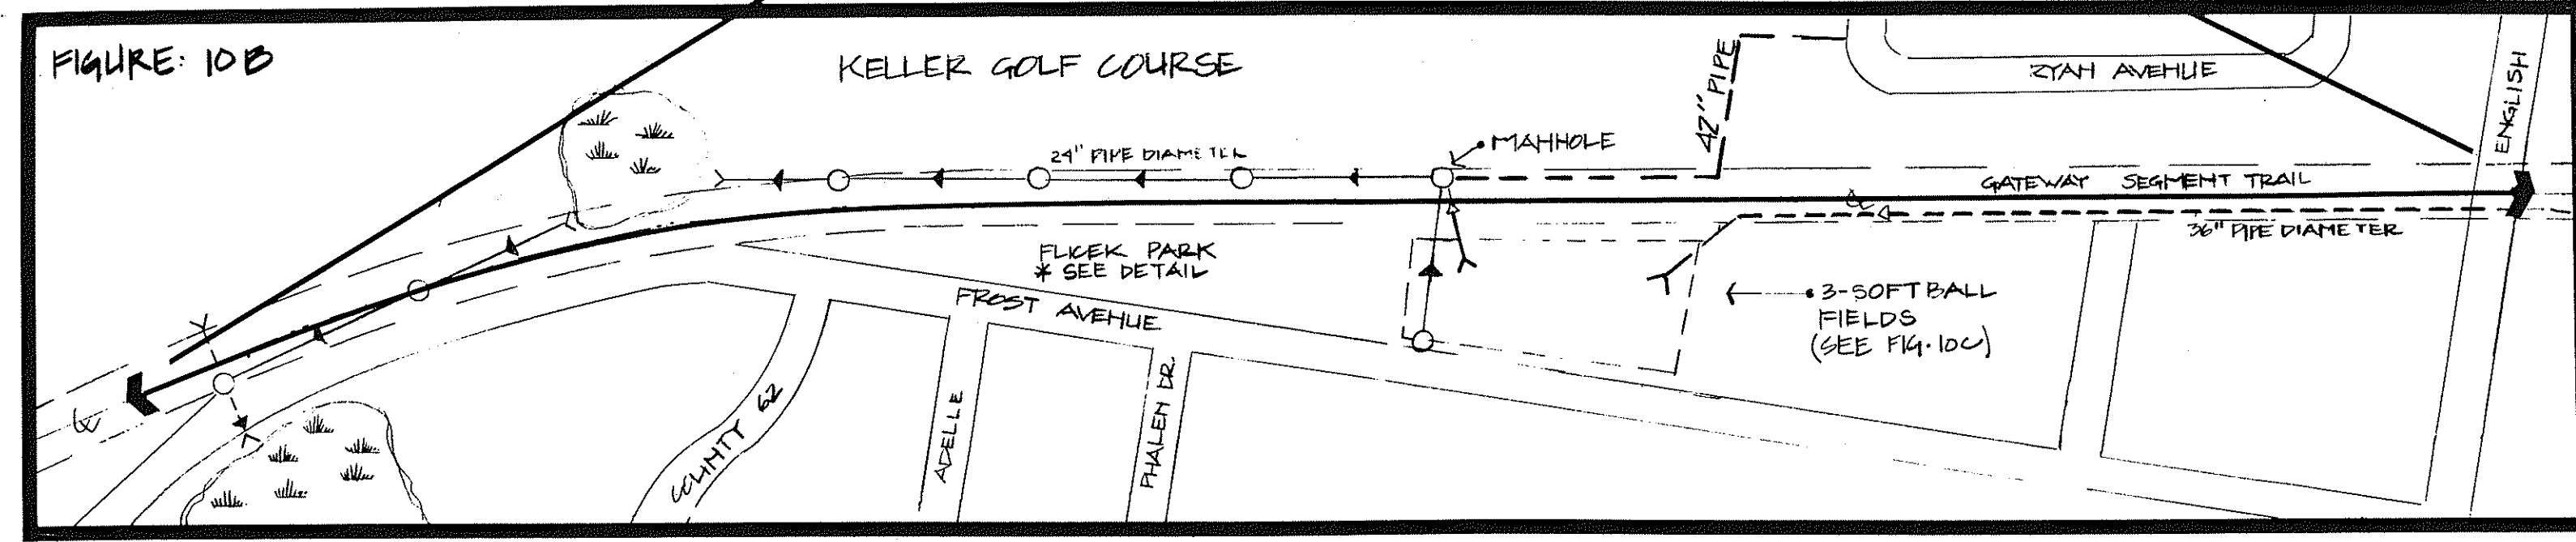 FIGURE: 10B
KELLER GOLF COURSE
42" PIPE
RYAN AVENUE
ENGLISH
MANHOLE
24" PIPE DIAMETER
GATEWAY SEGMENT TRAIL
℄
36" PIPE DIAMETER
FLICEK PARK
* SEE DETAIL
FROST AVENUE
3-SOFTBALL
FIELDS
(SEE FIG. 10C)
COUNTY 62
ADELLE
PHALEN DR.
℄